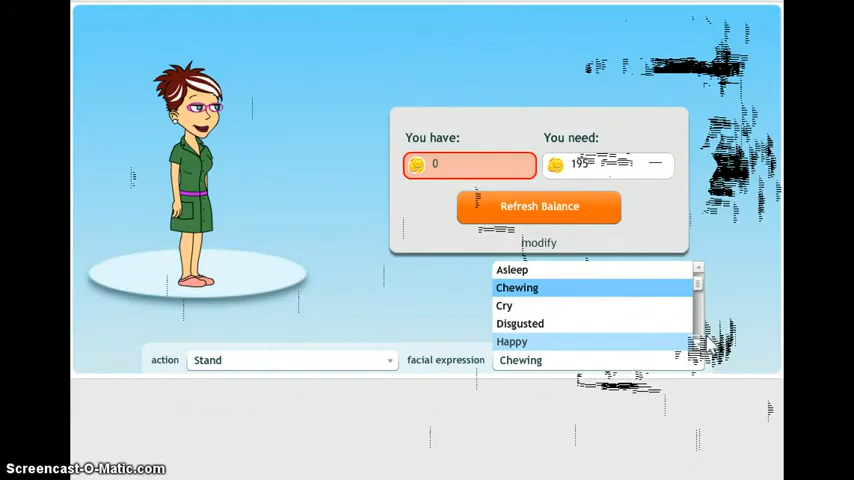 You have:
You need:
0
195
Refresh Balance
modify
Asleep
Chewing
Cry
Disgusted
Happy
action
Stand
facial expression
Chewing
Screencast-O-Matic.com